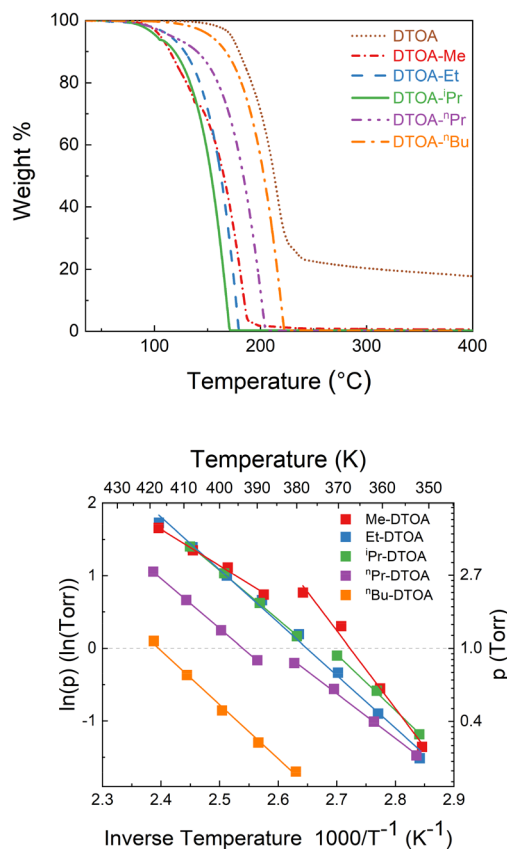 100
80
60
40
20
0
Weight %
DTOA
DTOA-Me
DTOA-Et
DTOA-ⁱPr
DTOA-ⁿPr
DTOA-ⁿBu
100 200 300 400
Temperature (°C)
Temperature (K)
430 420 410 400 390 380 370 360 350
2
1
0
-1
ln(p) (ln(Torr))
Me-DTOA
Et-DTOA
ⁱPr-DTOA
ⁿPr-DTOA
ⁿBu-DTOA
2.7
1.0
0.4
p (Torr)
2.3 2.4 2.5 2.6 2.7 2.8 2.9
Inverse Temperature 1000/T⁻¹ (K⁻¹)